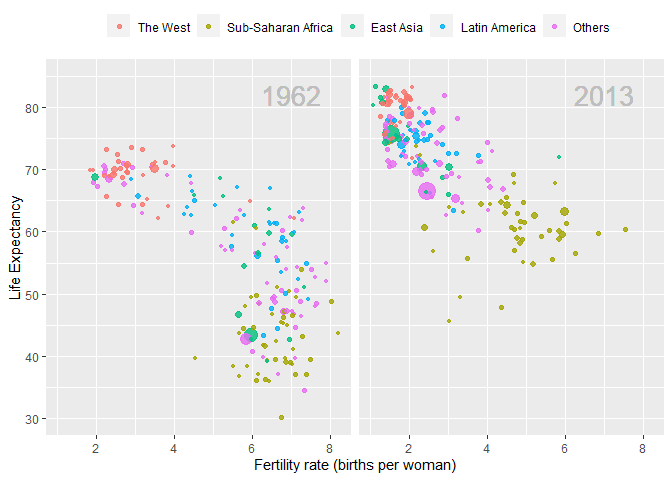 The West Sub-Saharan Africa East Asia Latin America Others
1962 2013
80
70
60
50
40
30
2 4 6 8 2 4 6 8
Life Expectancy
Fertility rate (births per woman)